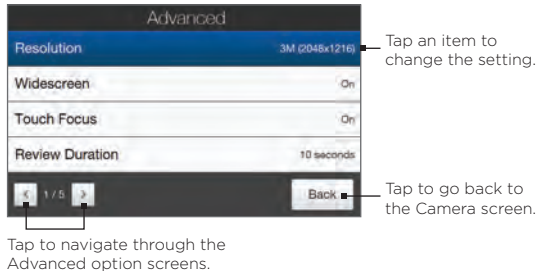 Advanced
Resolution 3M (2048x1216)
Tap an item to
change the setting.
Widescreen On
Touch Focus On
Review Duration 10 seconds
< 1 / 5 > Back
Tap to go back to
the Camera screen.
Tap to navigate through the
Advanced option screens.